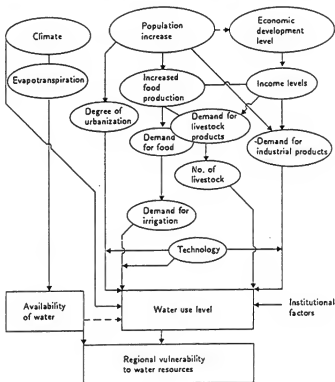 Climate
Population
increase
Economic
development
level
Evapotranspiration
Increased
food
production
Income levels
Degree of
urbanization
Demand
for food
Demand for
livestock
products
Demand for
industrial products
No. of
livestock
Demand for
irrigation
Technology
Availability
of water
Water use level
Institutional
factors
Regional vulnerability
to water resources